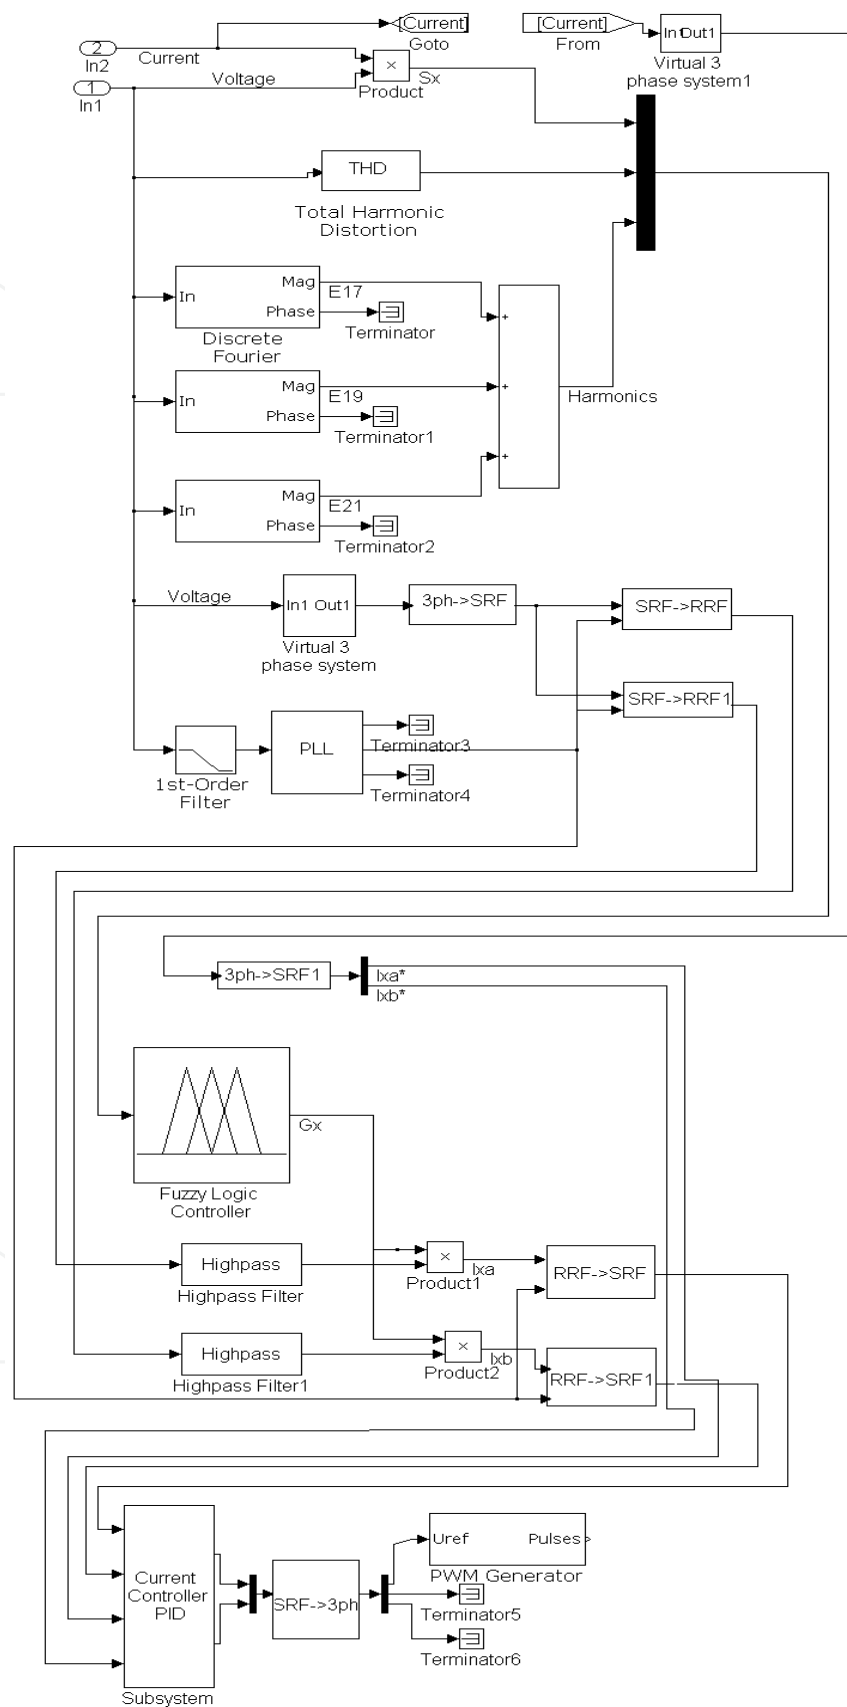 [Current]
Goto
[Current]
From
In1 Out1
Virtual 3
phase system1
2
In2
Current
×
Product
Sx
Voltage
1
In1
THD
Total Harmonic
Distortion
In
Mag
Phase
E17
Terminator
Discrete
Fourier
+
In
Mag
Phase
E19
Terminator1
+
Harmonics
In
Mag
Phase
E21
Terminator2
+
Voltage
In1 Out1
Virtual 3
phase system
3ph->SRF
SRF->RRF
SRF->RRF1
1st-Order
Filter
PLL
Terminator3
Terminator4
3ph->SRF1
Ixa*
Ixb*
Fuzzy Logic
Controller
Gx
Highpass
Highpass Filter
×
Product1
Ixa
RRF->SRF
Highpass
Highpass Filter1
×
Product2
Ixb
RRF->SRF1
Current
Controller
PID
Subsystem
SRF->3ph
Uref
Pulses
PWM Generator
Terminator5
Terminator6